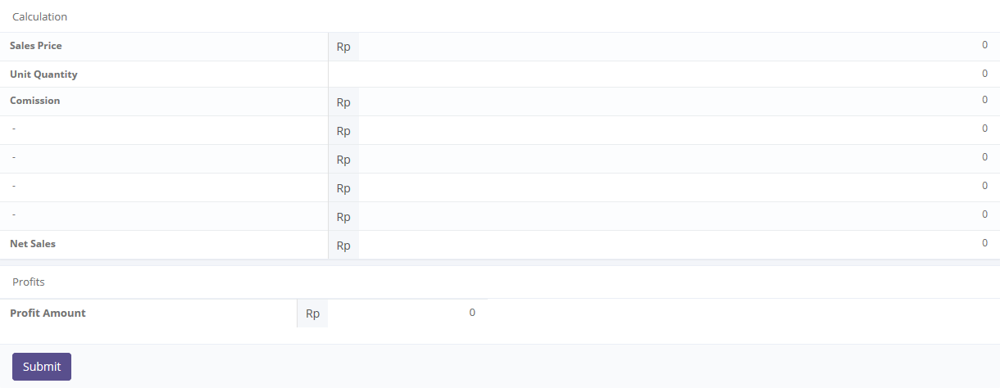 Calculation
Sales Price Rp 0
Unit Quantity 0
Comission Rp 0
- Rp 0
- Rp 0
- Rp 0
- Rp 0
Net Sales Rp 0
Profits
Profit Amount Rp 0
Submit